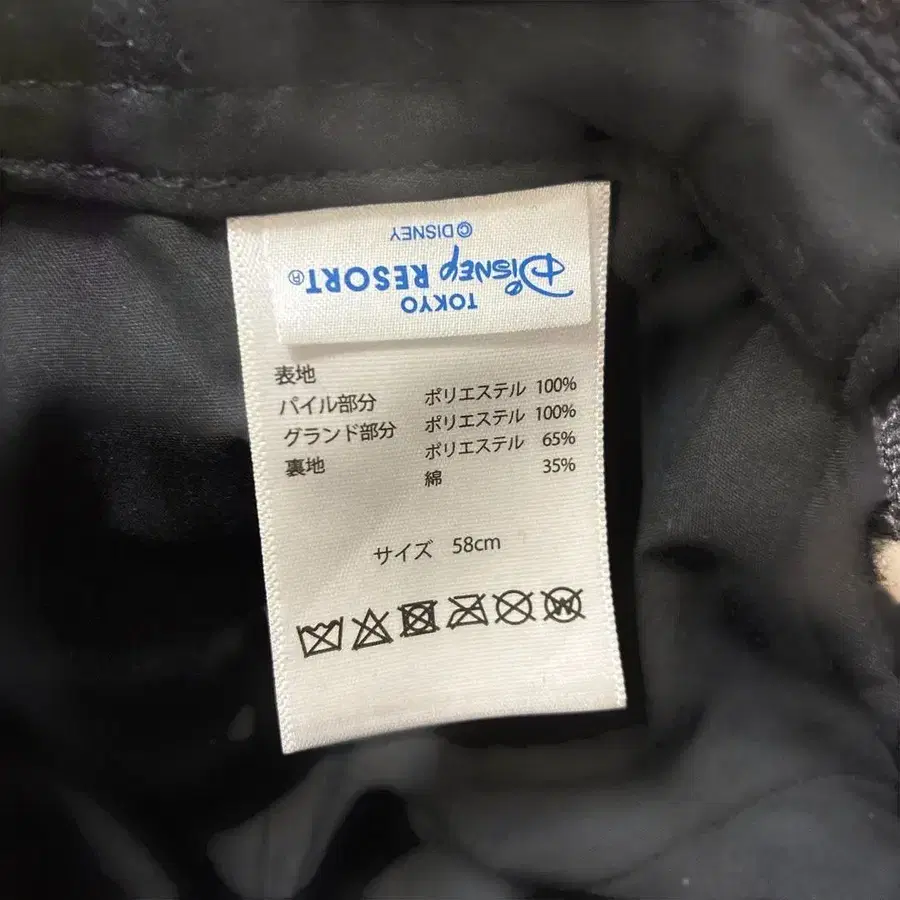 TOKYO
DISNEY RESORT®
© DISNEY
表地
パイル部分 ポリエステル 100%
グランド部分 ポリエステル 100%
裏地 ポリエステル 65%
綿 35%
サイズ 58cm
W